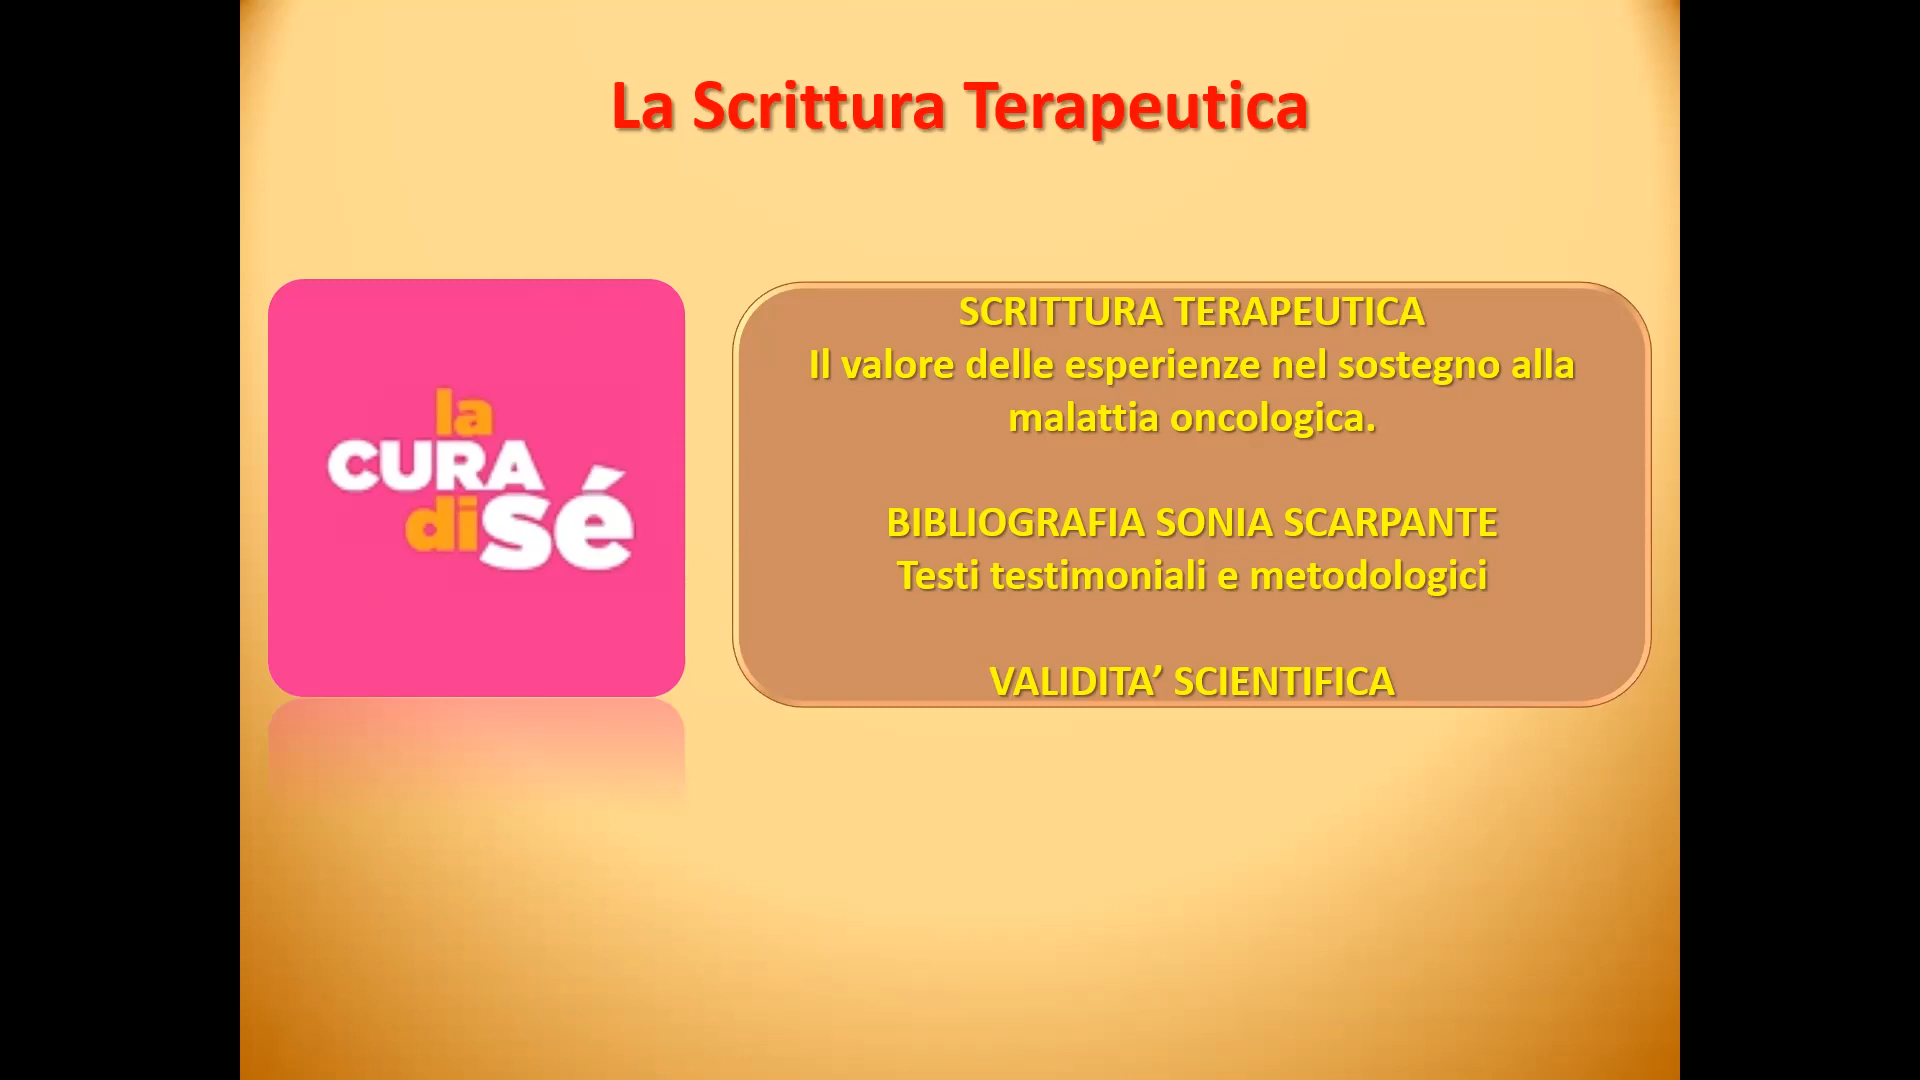 La Scrittura Terapeutica
la
CURA
di sé
SCRITTURA TERAPEUTICA
Il valore delle esperienze nel sostegno alla
malattia oncologica.
BIBLIOGRAFIA SONIA SCARPANTE
Testi testimoniali e metodologici
VALIDITA’ SCIENTIFICA